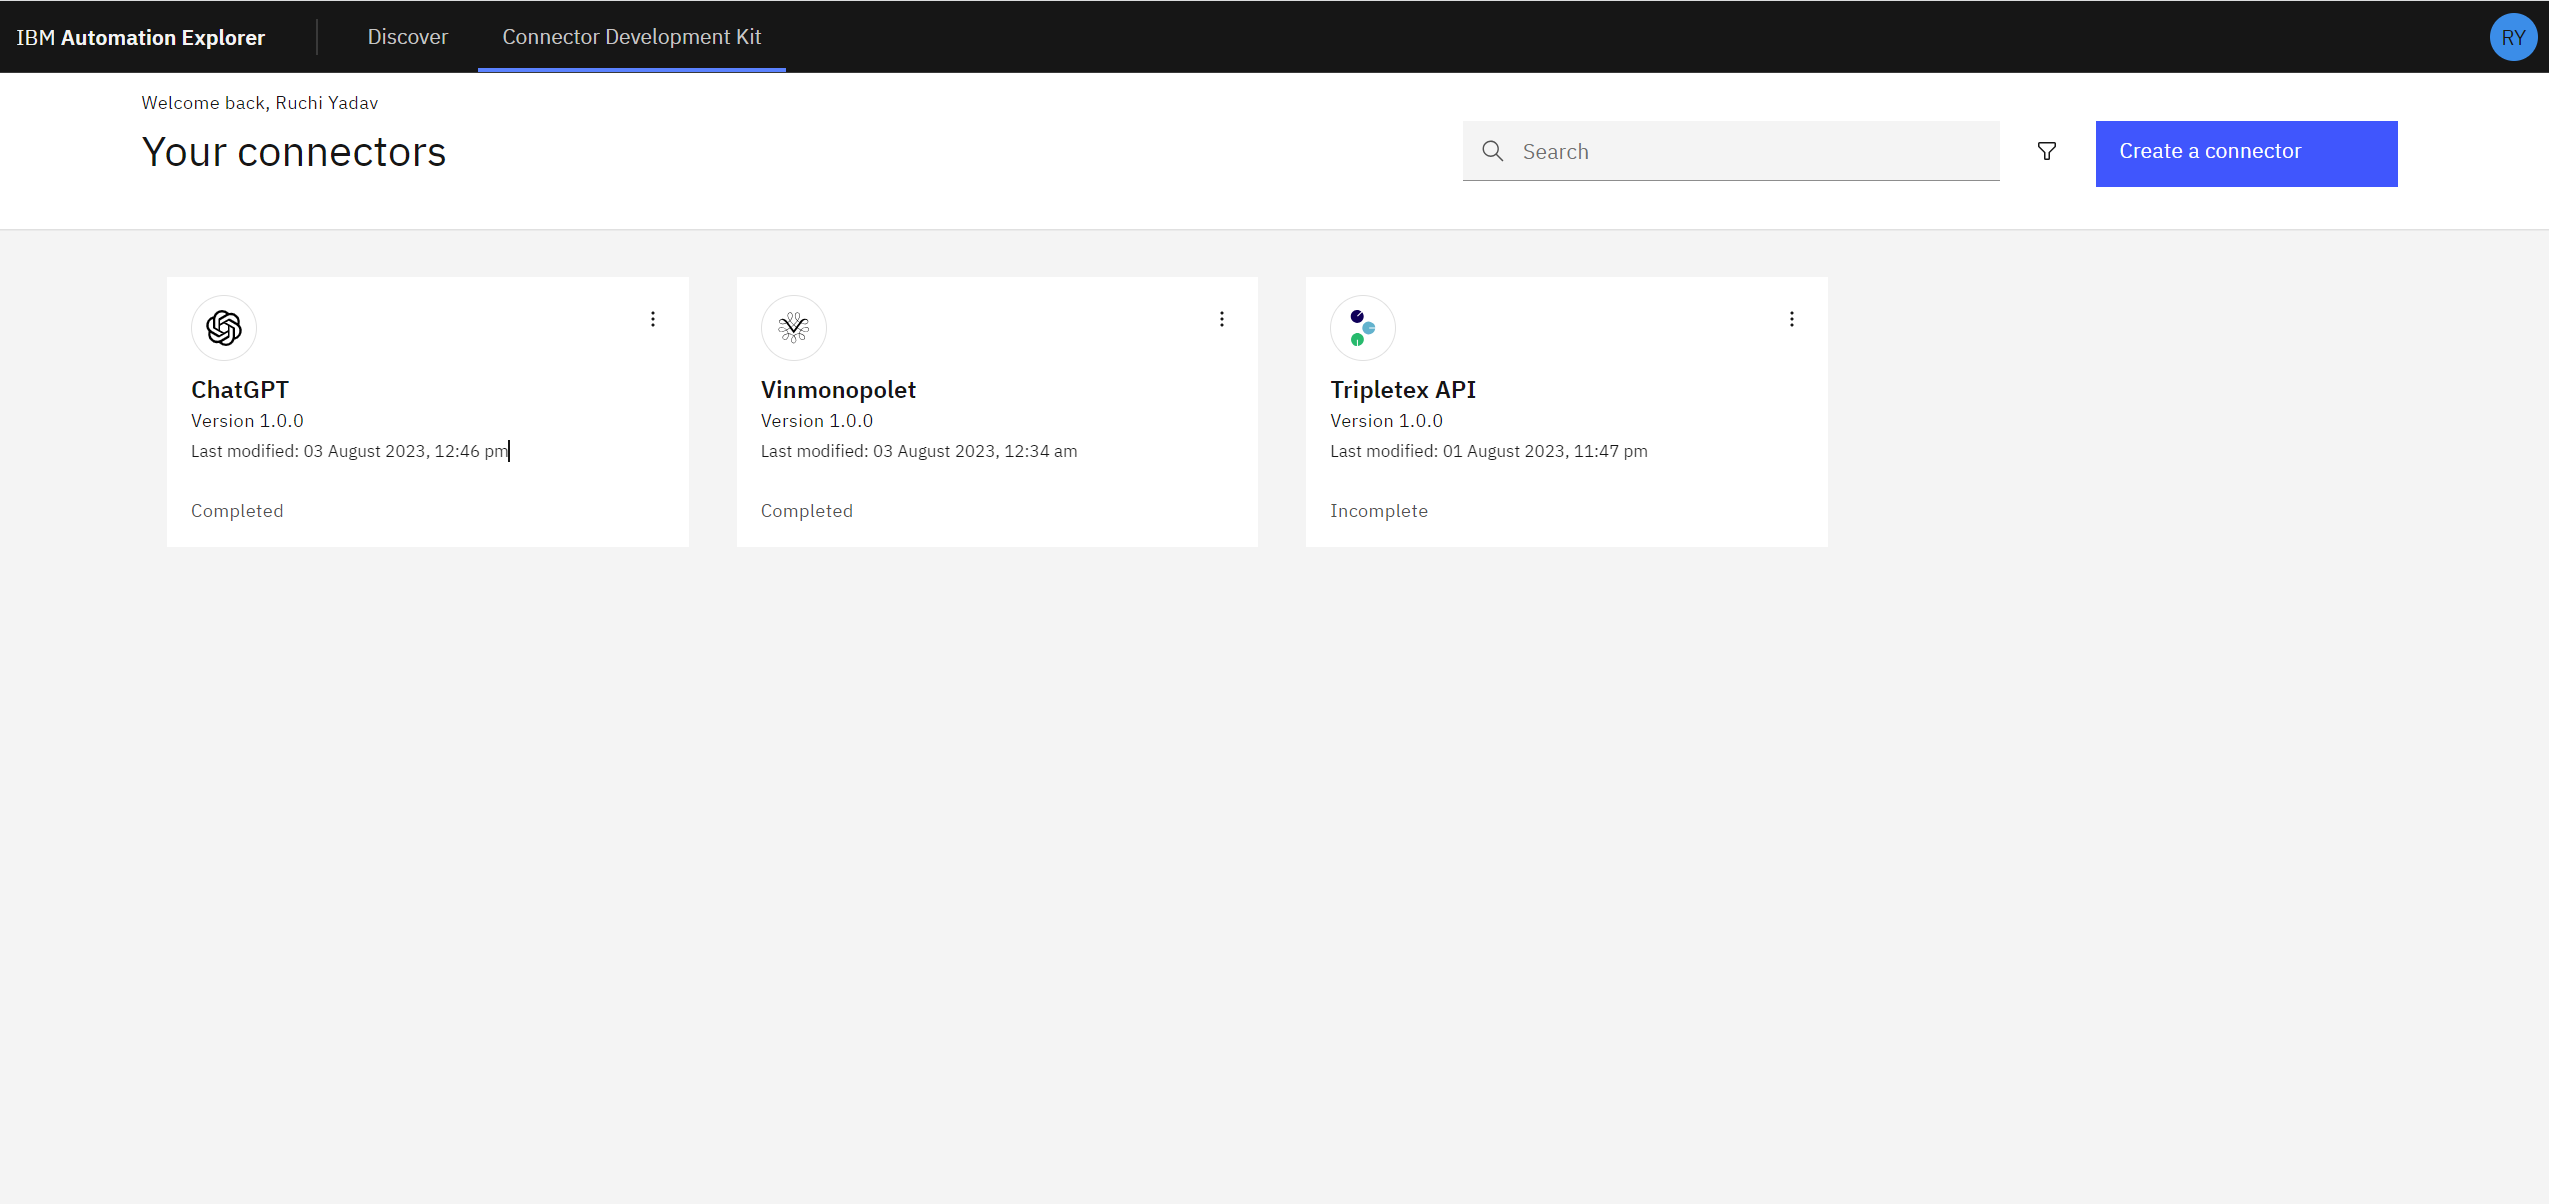 IBM Automation Explorer
Discover
Connector Development Kit
RY
Welcome back, Ruchi Yadav
Your connectors
Search
Create a connector
ChatGPT
Version 1.0.0
Last modified: 03 August 2023, 12:46 pm
Completed
Vinmonopolet
Version 1.0.0
Last modified: 03 August 2023, 12:34 am
Completed
Tripletex API
Version 1.0.0
Last modified: 01 August 2023, 11:47 pm
Incomplete